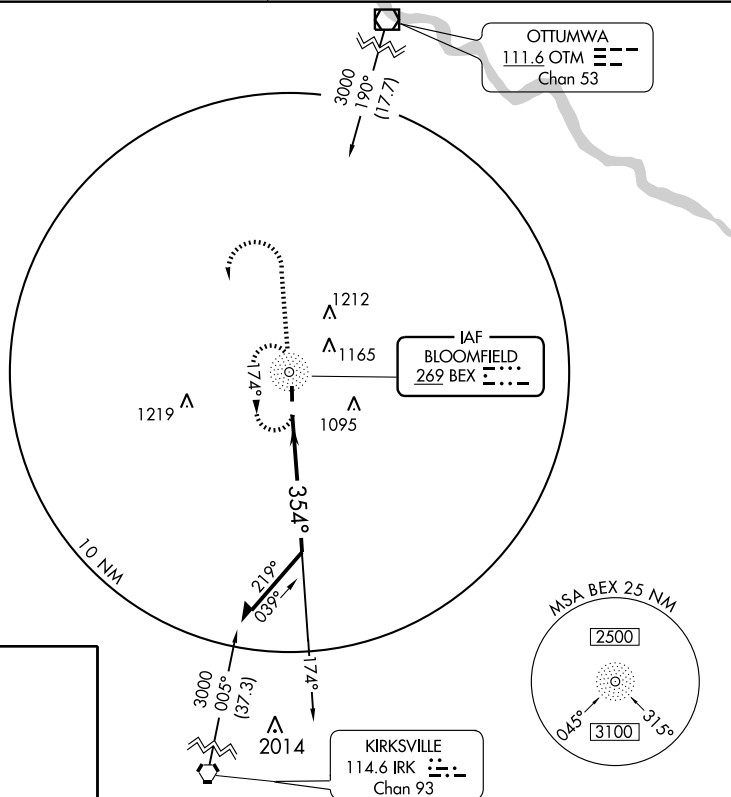 OTTUMWA
111.6 OTM
Chan 53
3000
190°
(17.7)
1212
1165
IAF
BLOOMFIELD
269 BEX
174°
1219
1095
354°
10 NM
219°
039°
MSA BEX 25 NM
2500
045°
3100
315°
3000
005°
(37.3)
174°
2014
KIRKSVILLE
114.6 IRK
Chan 93